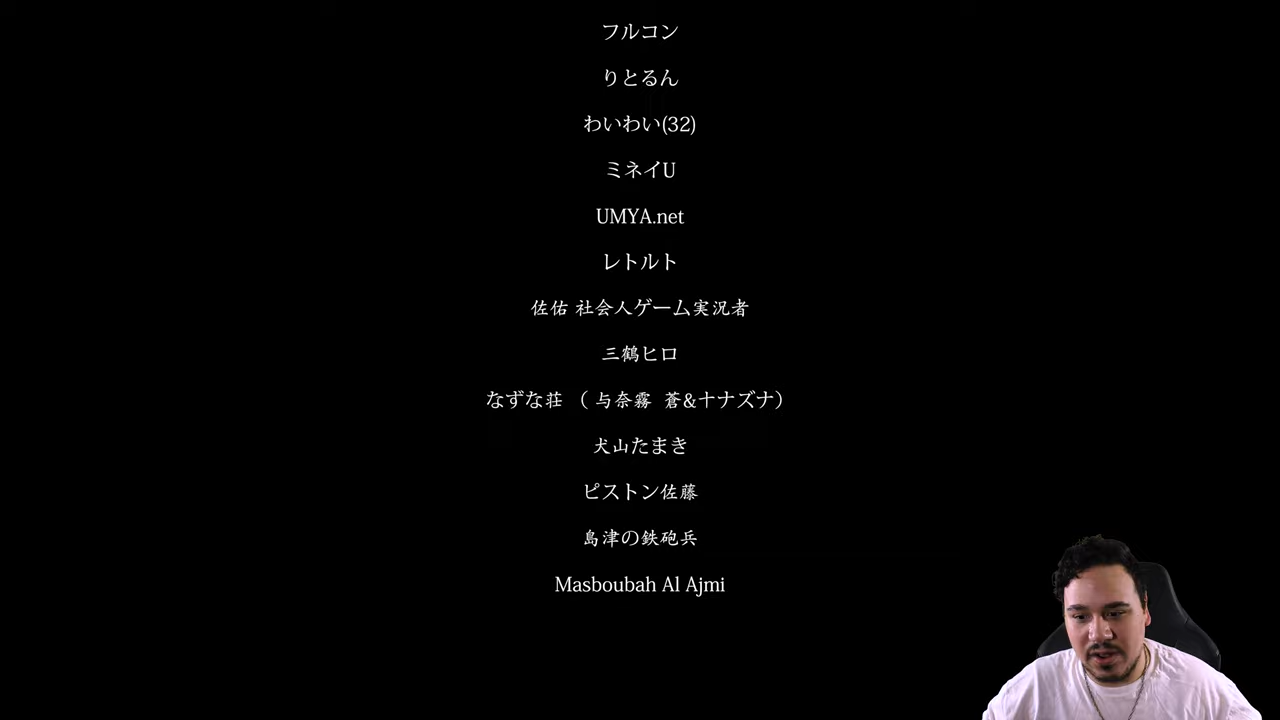 フルコン
りとるん
わいわい(32)
ミネイU
UMYA.net
レトルト
佐佑 社会人ゲーム実況者
三鶴ヒロ
なずな荘 （ 与奈霧 蒼&ナナズナ）
犬山たまき
ピストン佐藤
島津の鉄砲兵
Masboubah Al Ajmi